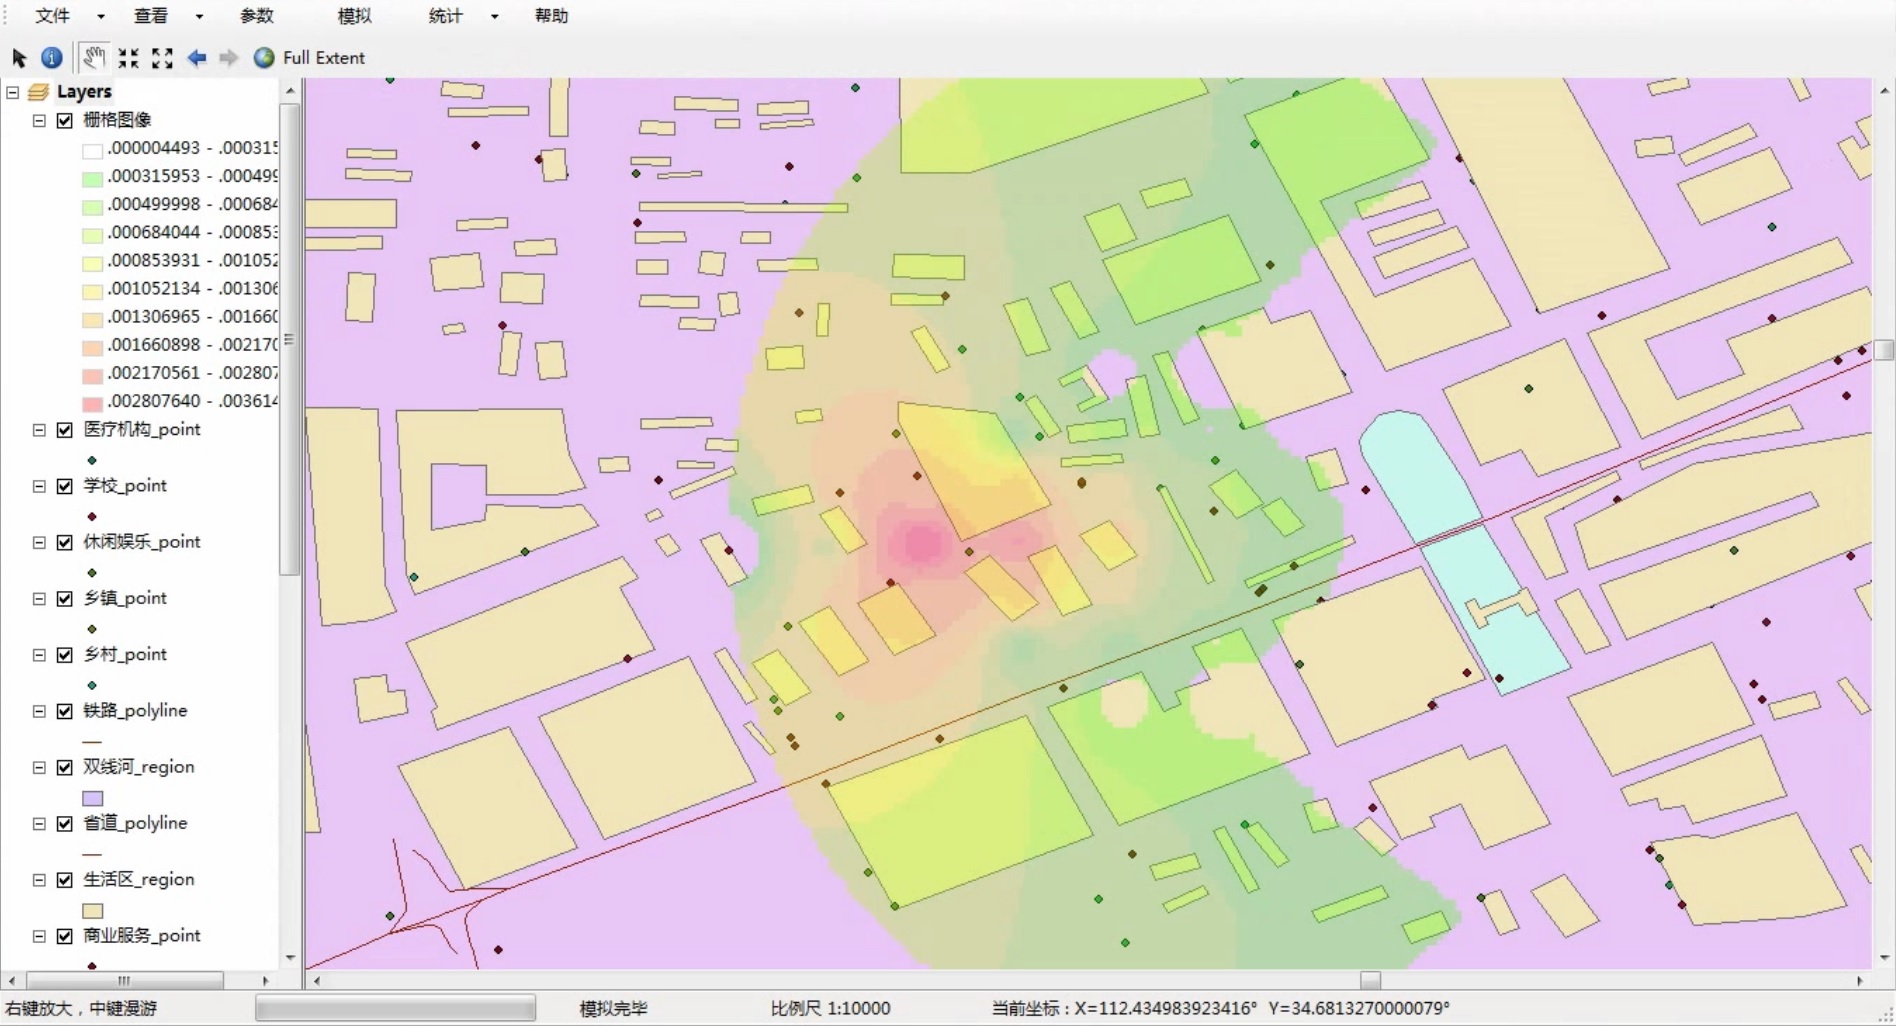 文件 查看 参数 模拟 统计 帮助
Full Extent
Layers
栅格图像
.000004493 - .000315
.000315953 - .000499
.000499998 - .000684
.000684044 - .000853
.000853931 - .001052
.001052134 - .001306
.001306965 - .001660
.001660898 - .002170
.002170561 - .002807
.002807640 - .003614
医疗机构_point
学校_point
休闲娱乐_point
乡镇_point
乡村_point
铁路_polyline
双线河_region
省道_polyline
生活区_region
商业服务_point
右键放大，中键漫游 模拟完毕 比例尺 1:10000 当前坐标：X=112.434983923416° Y=34.6813270000079°